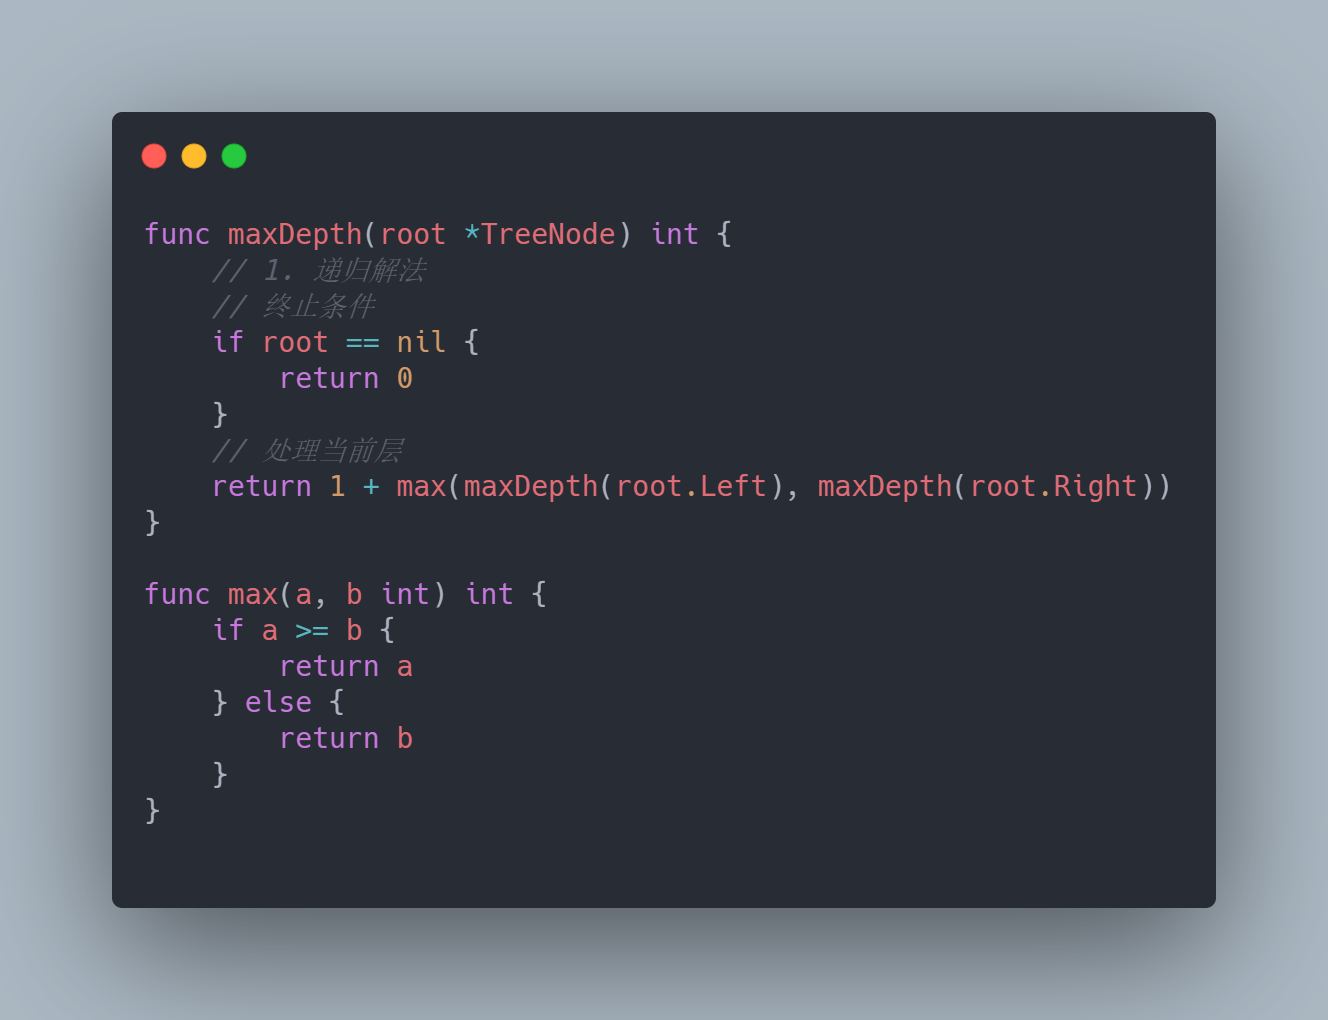 func maxDepth(root *TreeNode) int {
    // 1. 递归解法
    // 终止条件
    if root == nil {
        return 0
    }
    // 处理当前层
    return 1 + max(maxDepth(root.Left), maxDepth(root.Right))
}

func max(a, b int) int {
    if a >= b {
        return a
    } else {
        return b
    }
}